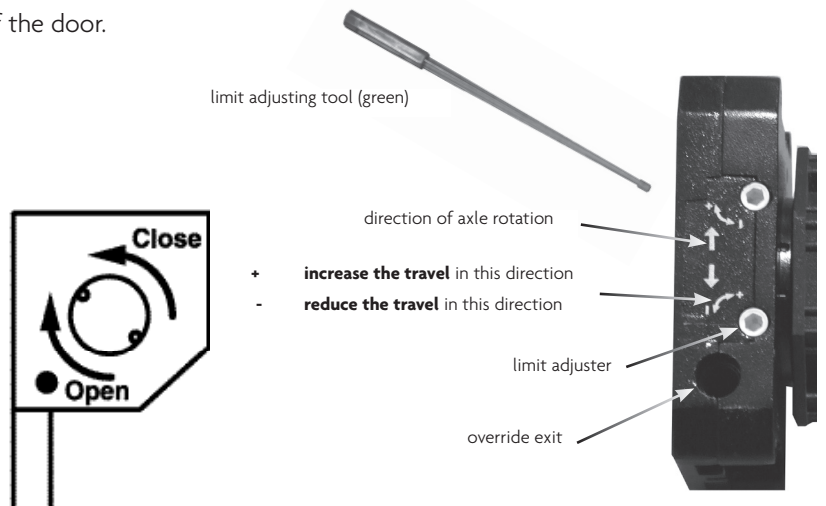 f the door.
limit adjusting tool (green)
direction of axle rotation
Close
+ increase the travel in this direction
- reduce the travel in this direction
limit adjuster
Open
override exit